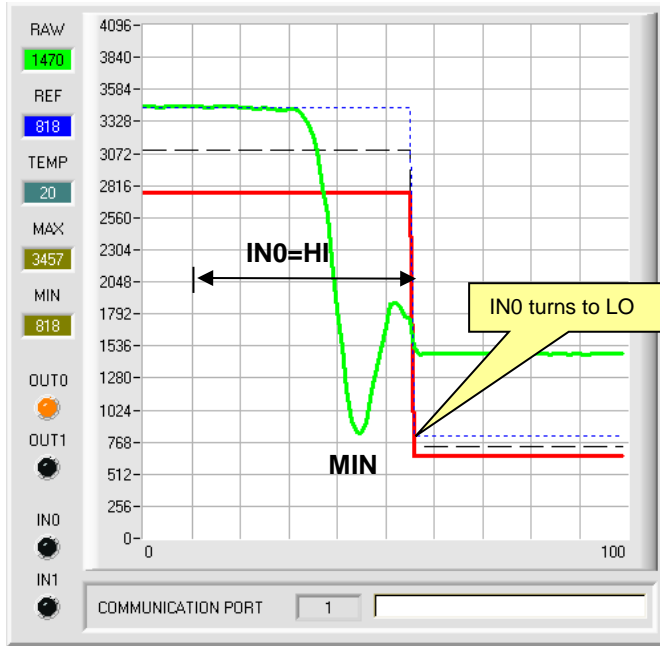 RAW
1470
REF
818
TEMP
20
MAX
3457
MIN
818
OUT0
OUT1
IN0
IN1
4096
3840
3584
3328
3072
2816
2560
2304
2048
1792
1536
1280
1024
768
512
256
0
0
100
IN0=HI
IN0 turns to LO
MIN
COMMUNICATION PORT
1